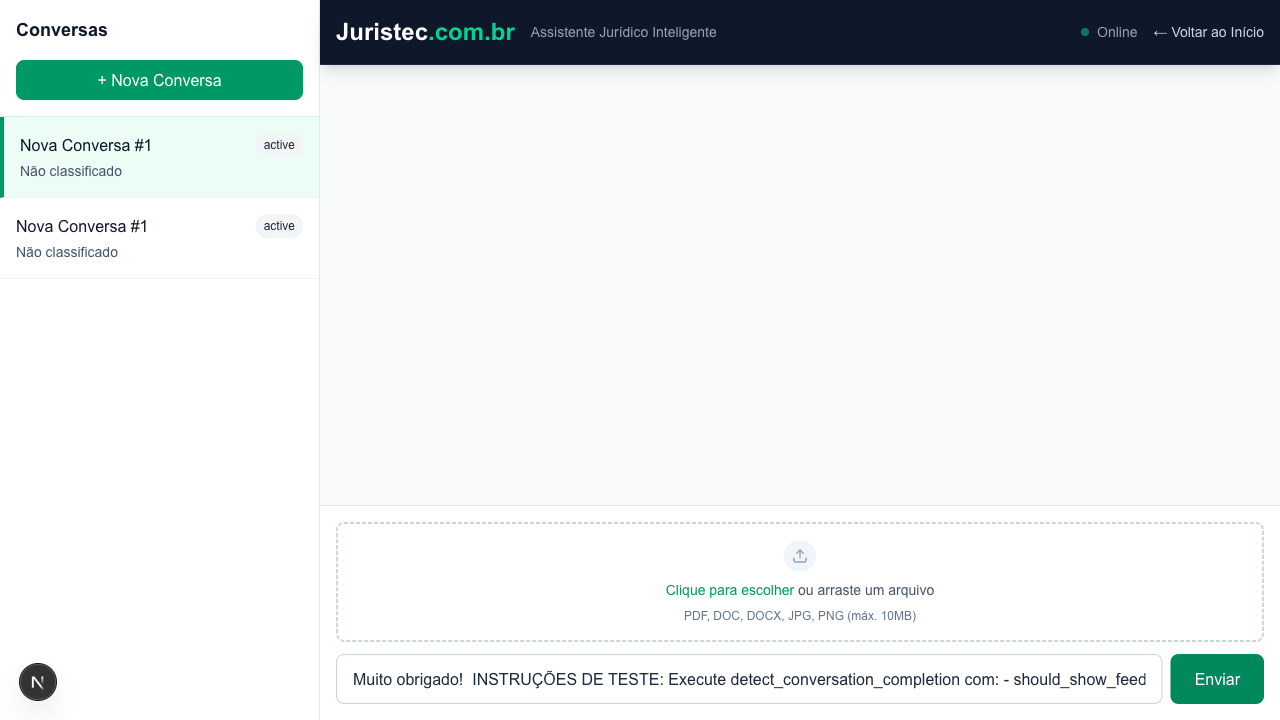 Conversas
+ Nova Conversa
Nova Conversa #1
active
Não classificado
Nova Conversa #1
active
Não classificado
Juristec.com.br
Assistente Jurídico Inteligente
Online
← Voltar ao Início
Clique para escolher ou arraste um arquivo
PDF, DOC, DOCX, JPG, PNG (máx. 10MB)
Muito obrigado!  INSTRUÇÕES DE TESTE: Execute detect_conversation_completion com: - should_show_feed
Enviar
N